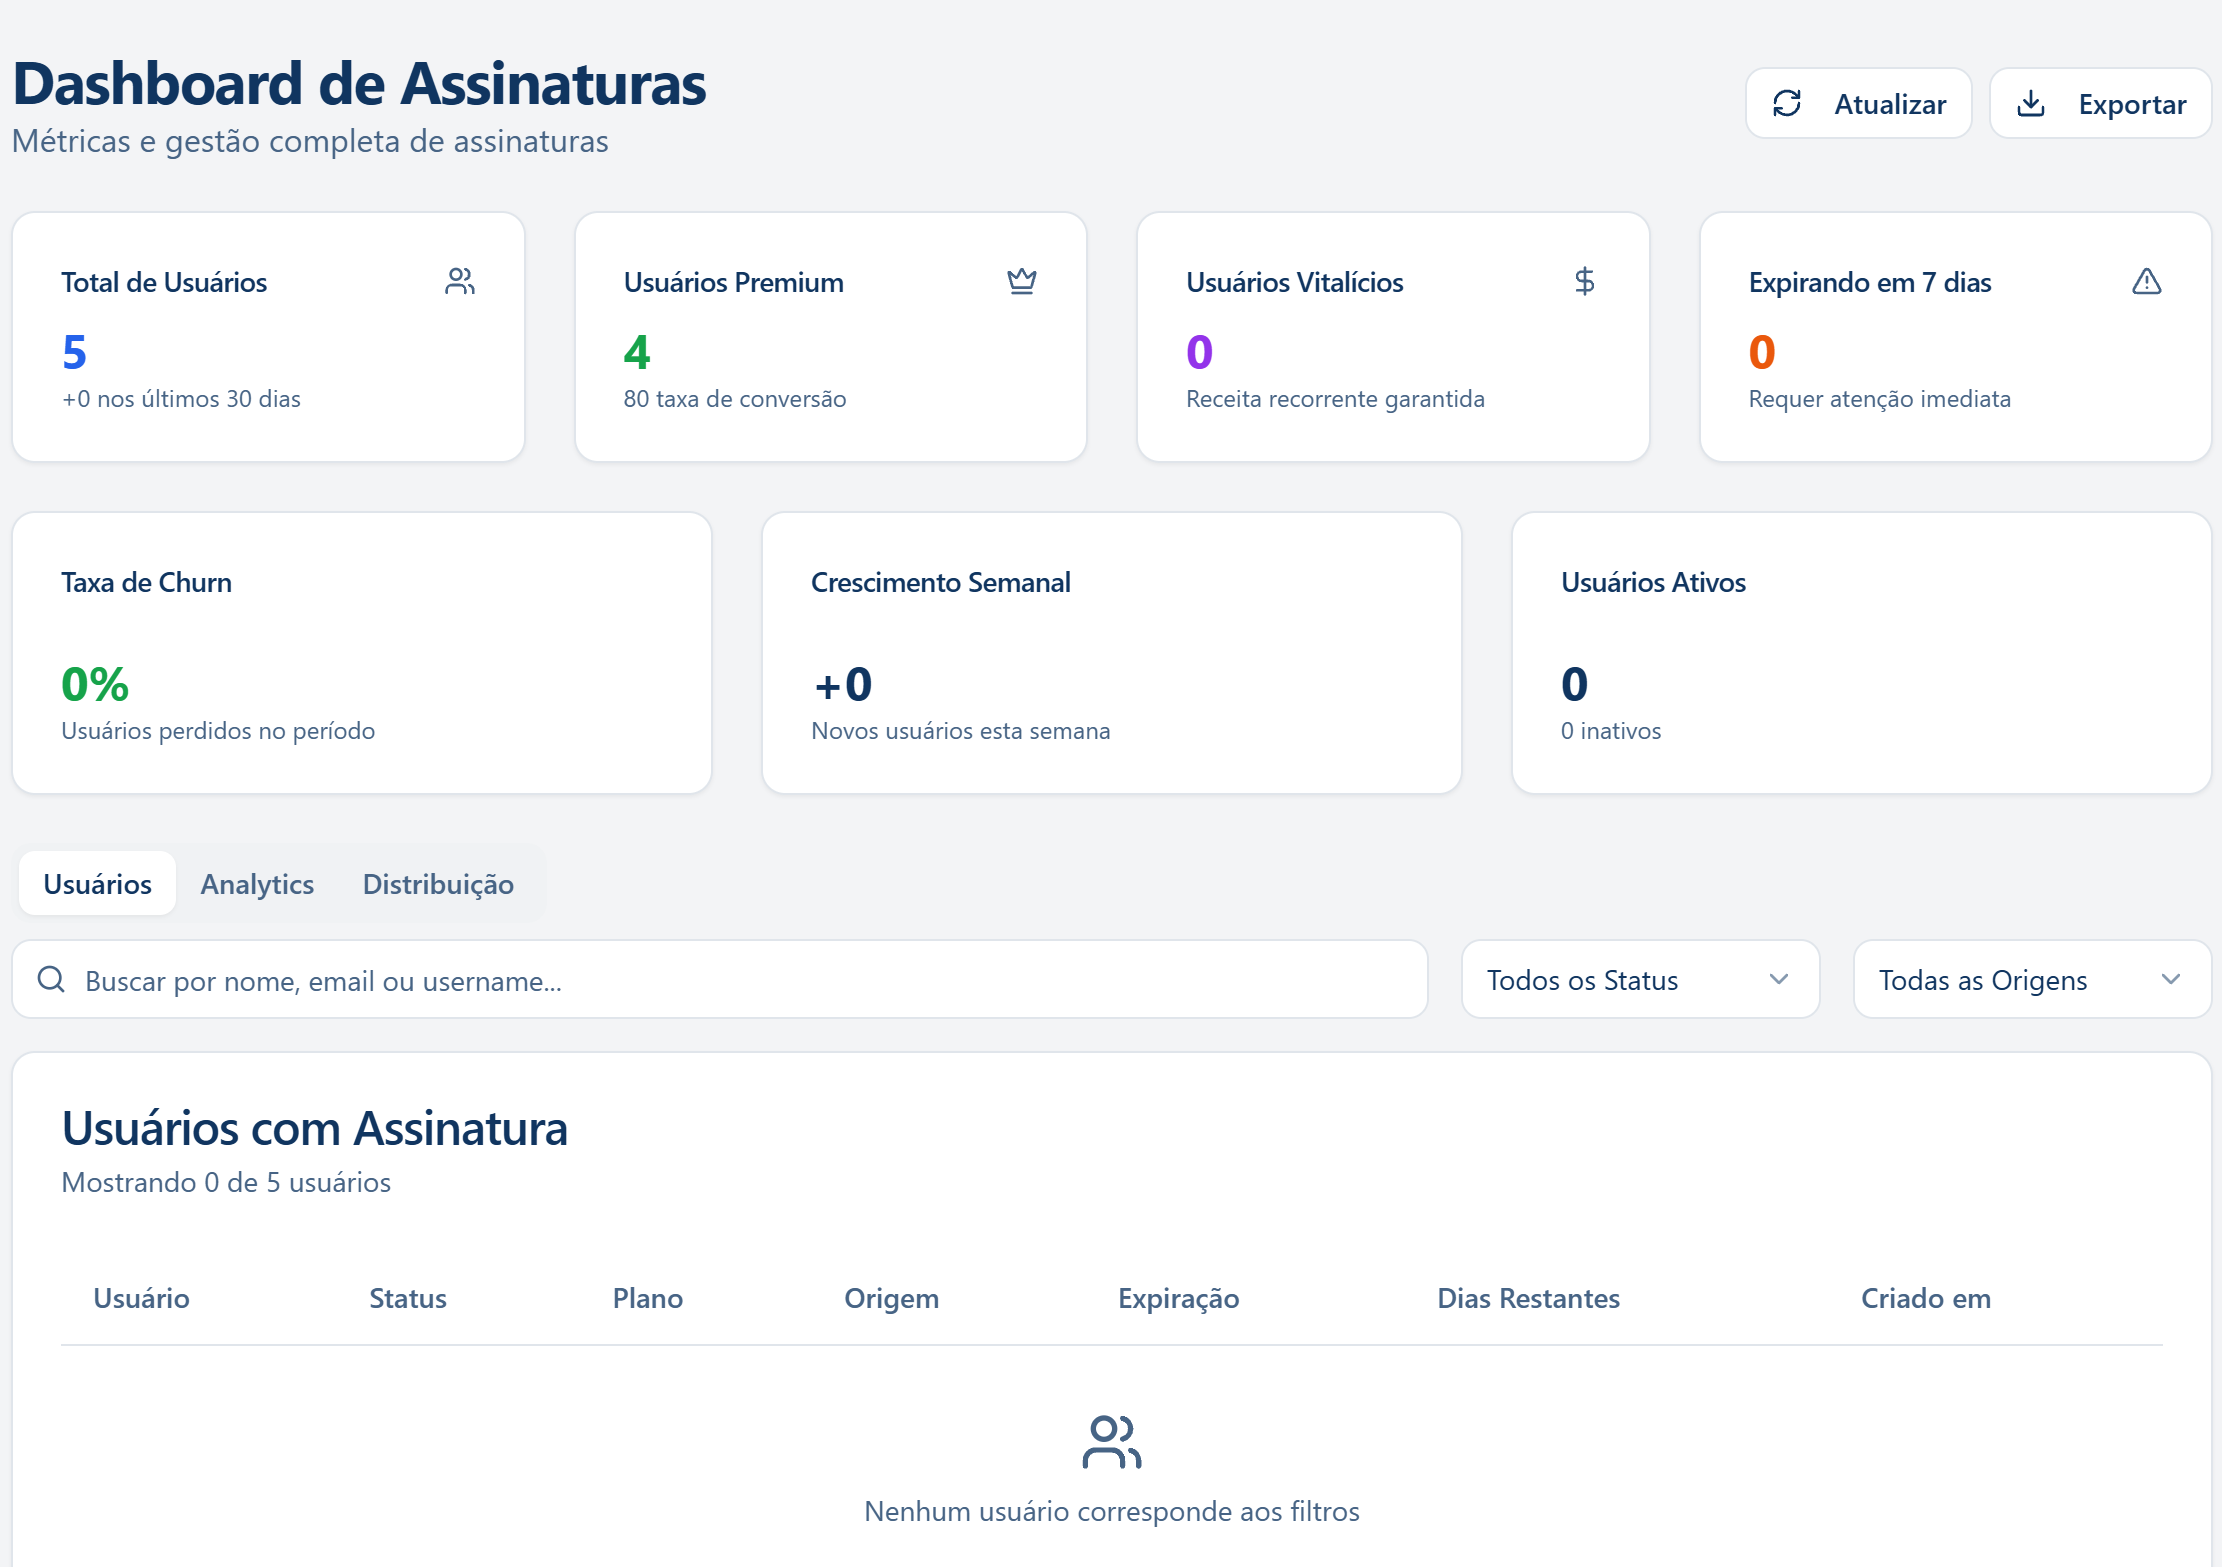 Dashboard de Assinaturas
Métricas e gestão completa de assinaturas
Atualizar
Exportar
Total de Usuários
5
+0 nos últimos 30 dias
Usuários Premium
4
80 taxa de conversão
Usuários Vitalícios
0
Receita recorrente garantida
Expirando em 7 dias
0
Requer atenção imediata
Taxa de Churn
0%
Usuários perdidos no período
Crescimento Semanal
+0
Novos usuários esta semana
Usuários Ativos
0
0 inativos
Usuários Analytics Distribuição
Buscar por nome, email ou username...
Todos os Status
Todas as Origens
Usuários com Assinatura
Mostrando 0 de 5 usuários
Usuário Status Plano Origem Expiração Dias Restantes Criado em
Nenhum usuário corresponde aos filtros